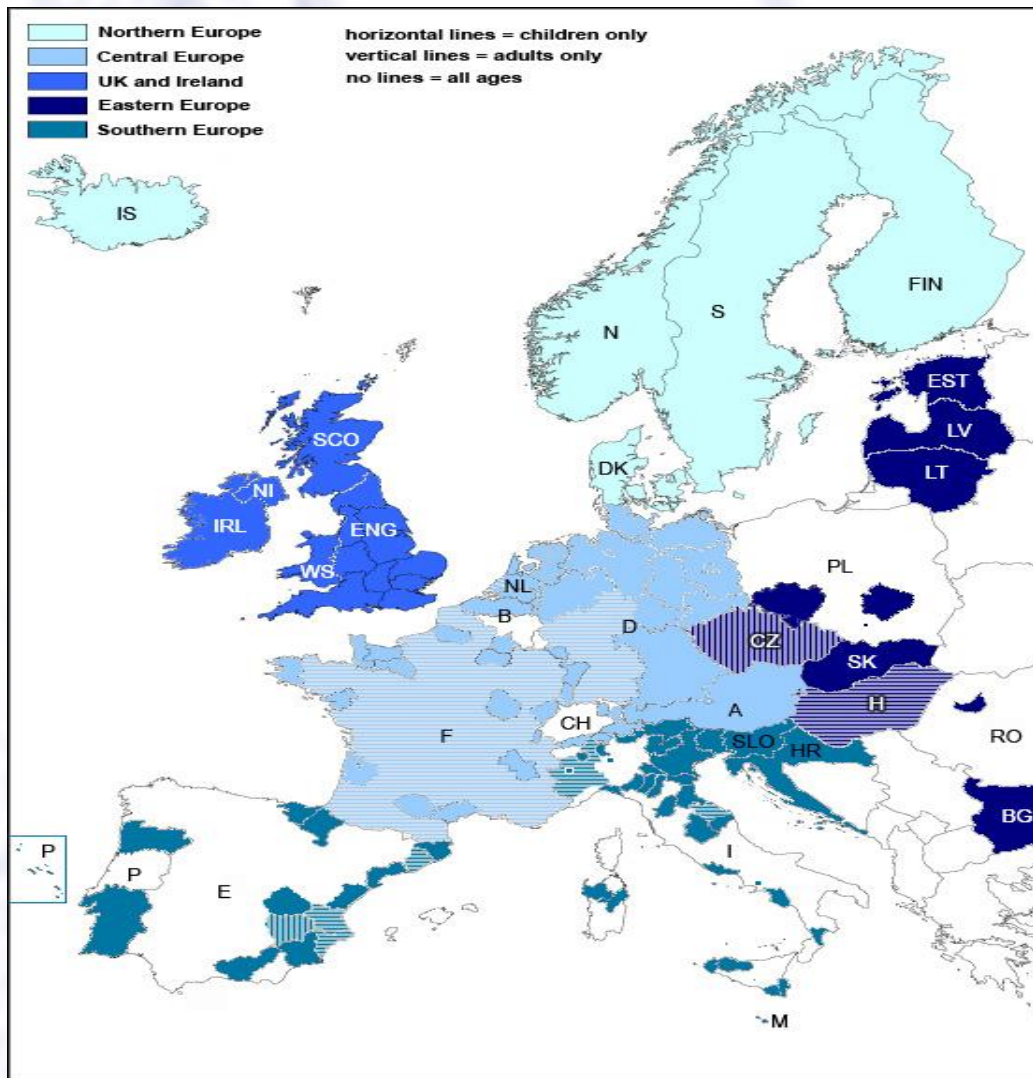 Northern Europe
Central Europe
UK and Ireland
Eastern Europe
Southern Europe
horizontal lines = children only
vertical lines = adults only
no lines = all ages
IS
FIN
S
N
EST
SCO
LV
DK
LT
NI
IRL
ENG
PL
WS
NL
B
D
CZ
SK
H
A
CH
F
SLO
HR
RO
BG
P
I
P
E
M